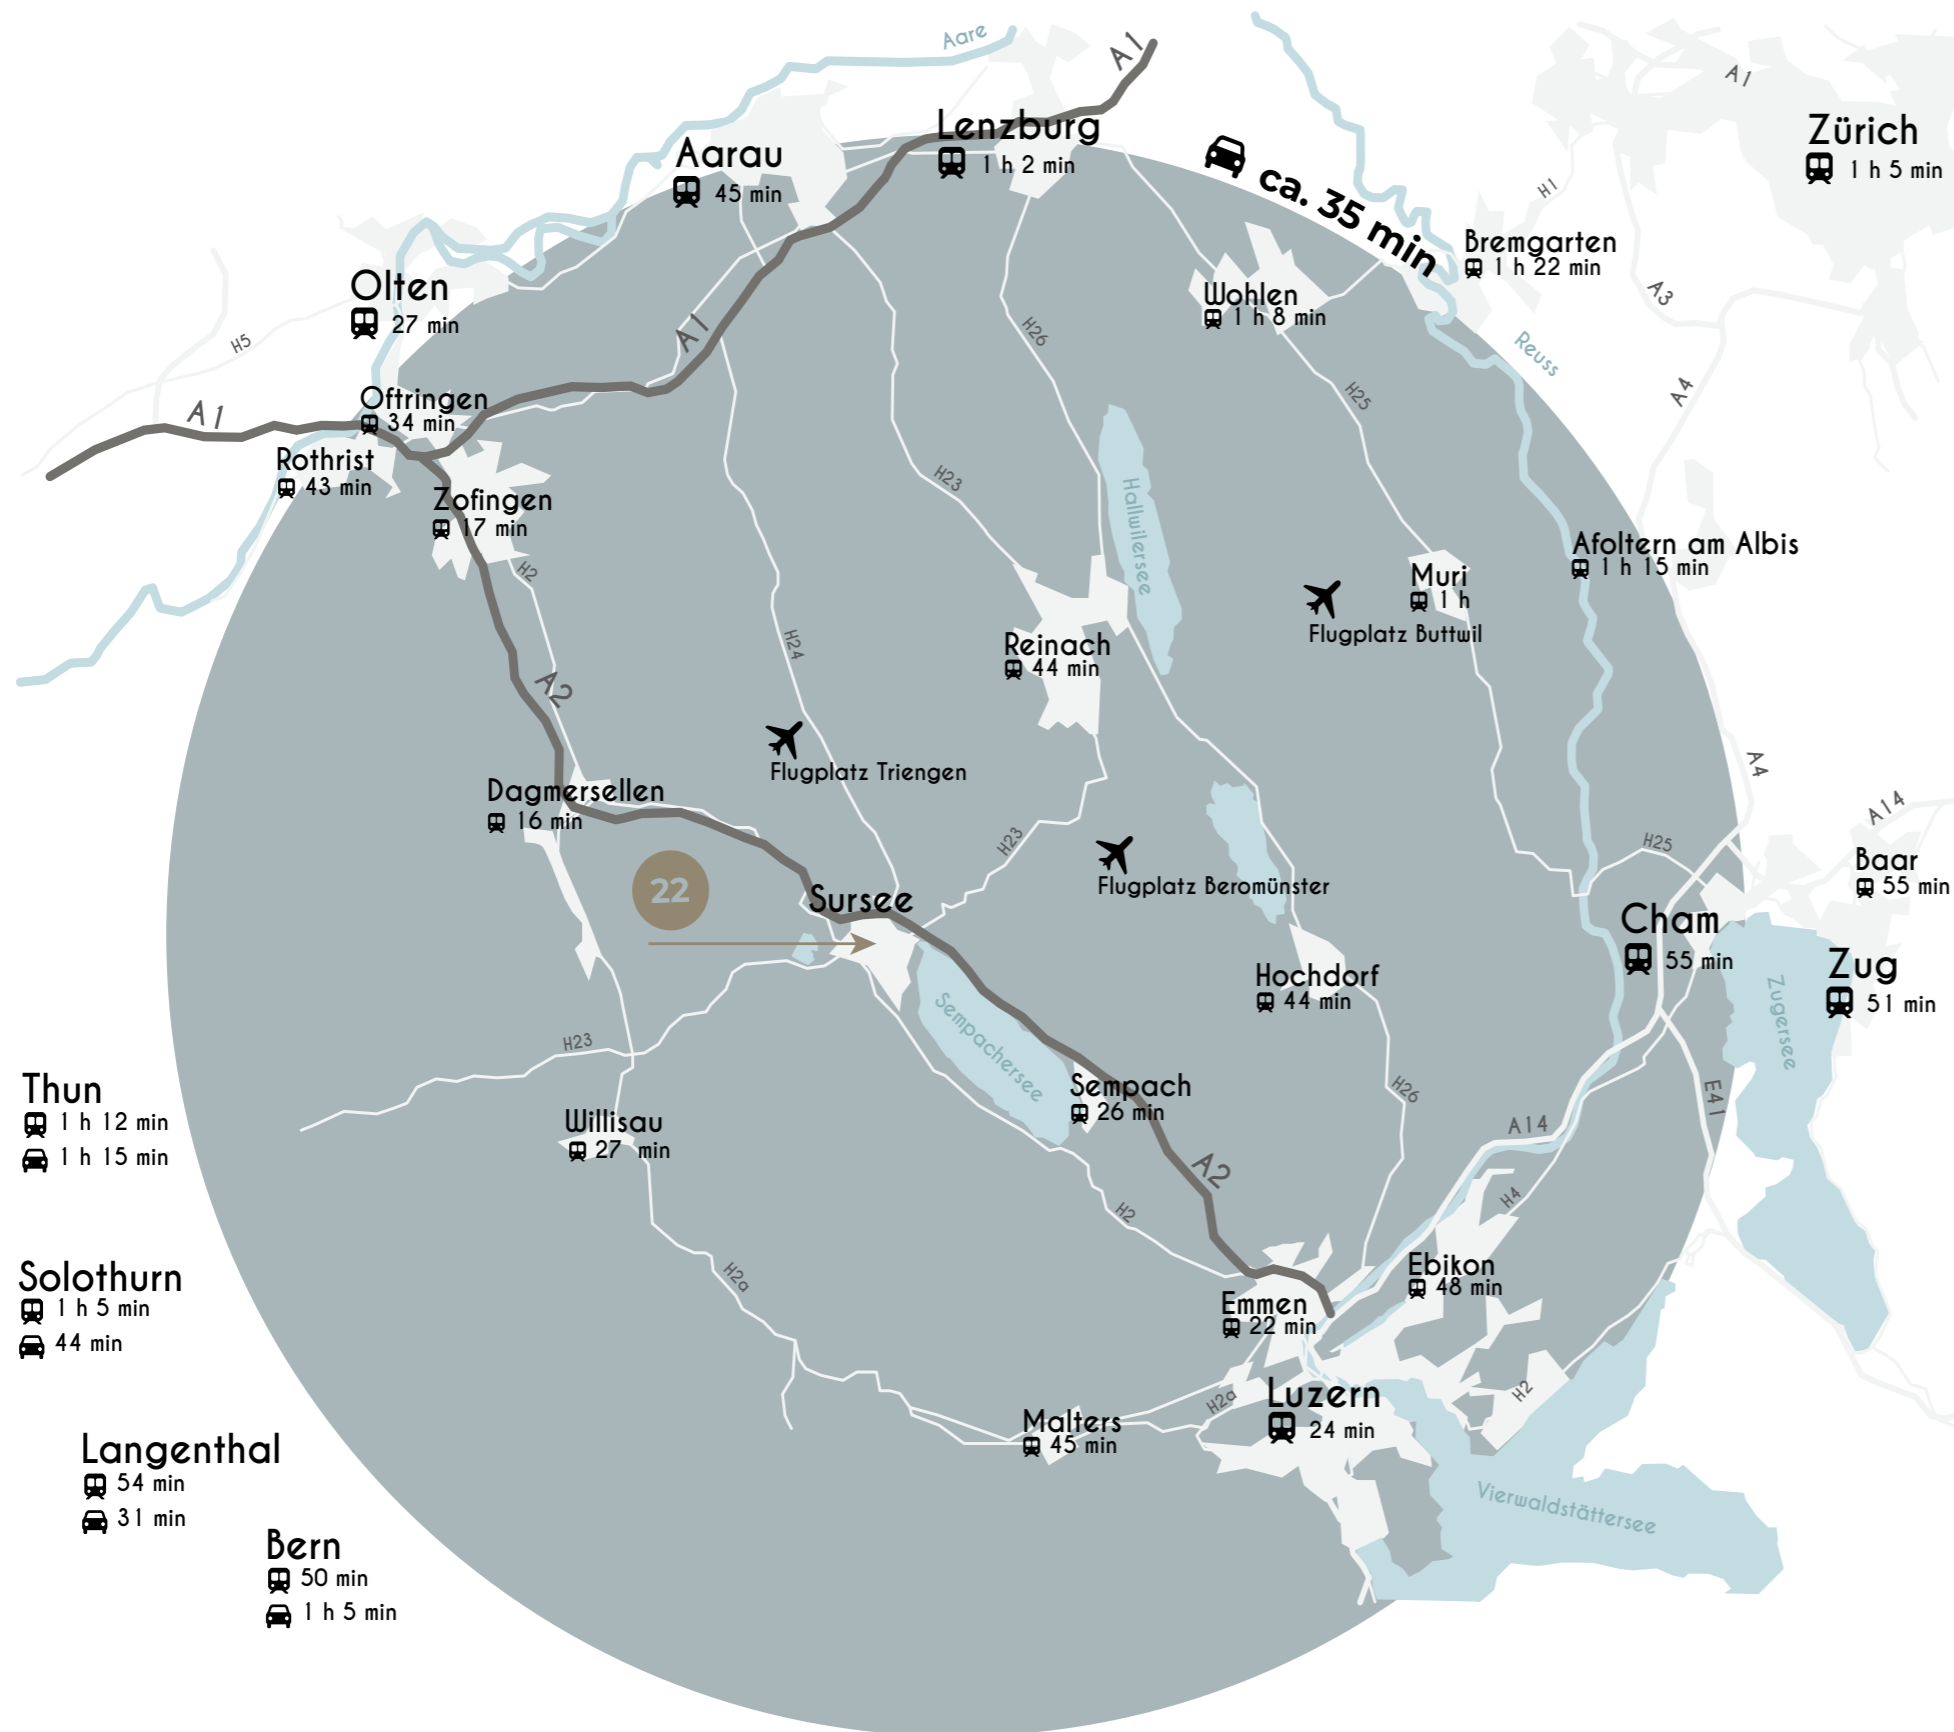 Aare
A1
A1
Zürich
1 h 5 min
Lenzburg
1 h 2 min
Aarau
45 min
ca. 35 min
H1
Bremgarten
1 h 22 min
Olten
27 min
H5
A3
Wohlen
1 h 8 min
A1
H26
Reuss
A4
H25
Oftringen
34 min
A1
Rothrist
43 min
Zofingen
17 min
H23
Hallwilersee
Afoltern am Albis
1 h 15 min
H2
Muri
1 h
Flugplatz Buttwil
H24
Reinach
44 min
A2
Flugplatz Triengen
A4
Dagmersellen
16 min
A14
H23
H25
Baar
55 min
Flugplatz Beromünster
22
Sursee
Cham
55 min
Zug
51 min
Hochdorf
44 min
Zugersee
Sempachersee
H23
Thun
1 h 12 min
1 h 15 min
Sempach
26 min
H26
E41
Willisau
27 min
A14
A2
H4
H2
Solothurn
1 h 5 min
44 min
H2a
Ebikon
48 min
Emmen
22 min
Luzern
24 min
H2a
H2
Malters
45 min
Langenthal
54 min
31 min
Vierwaldstättersee
Bern
50 min
1 h 5 min